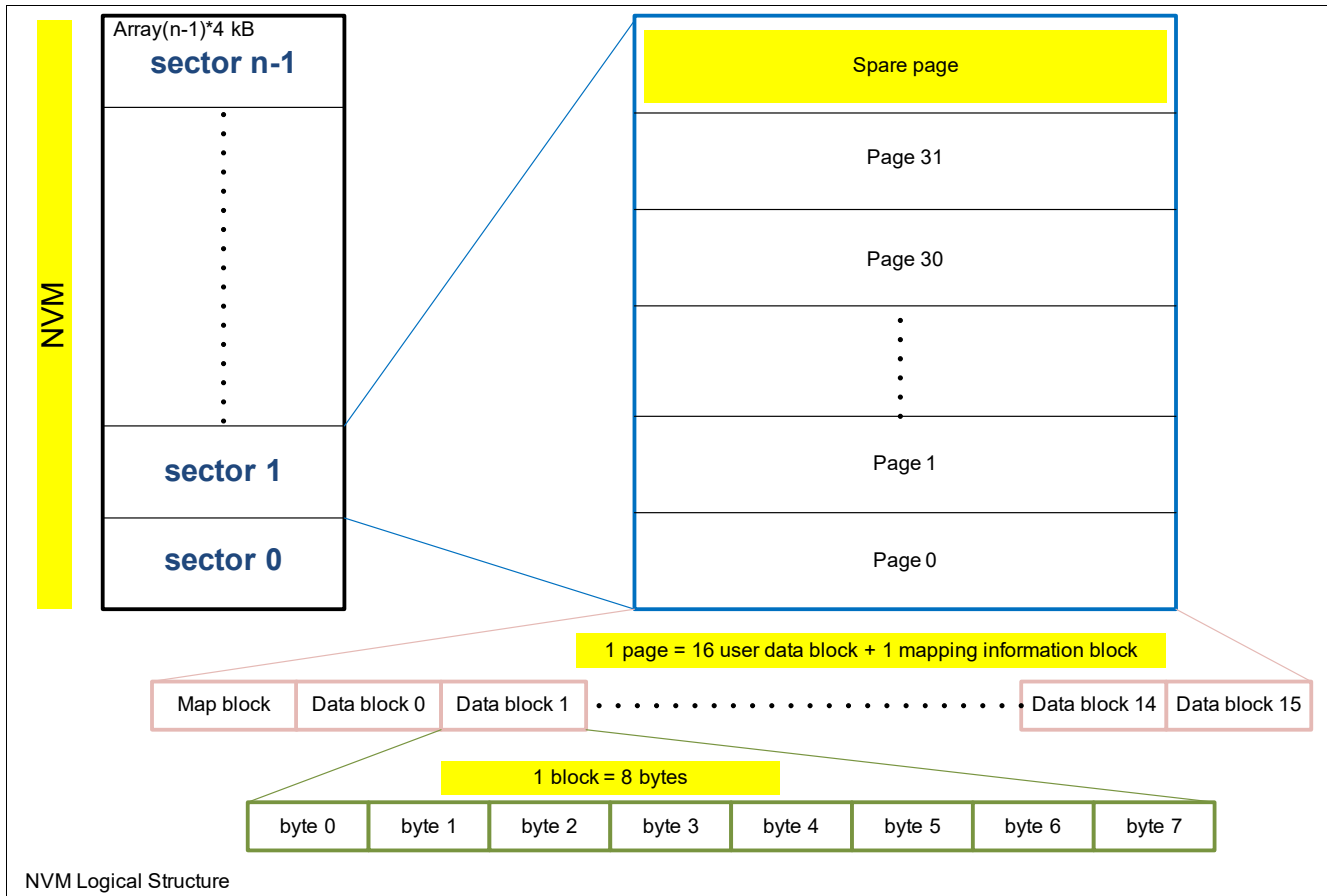 NVM
Array(n-1)*4 kB
sector n-1
sector 1
sector 0
Spare page
Page 31
Page 30
Page 1
Page 0
1 page = 16 user data block + 1 mapping information block
Map block
Data block 0
Data block 1
Data block 14
Data block 15
1 block = 8 bytes
byte 0
byte 1
byte 2
byte 3
byte 4
byte 5
byte 6
byte 7
NVM Logical Structure